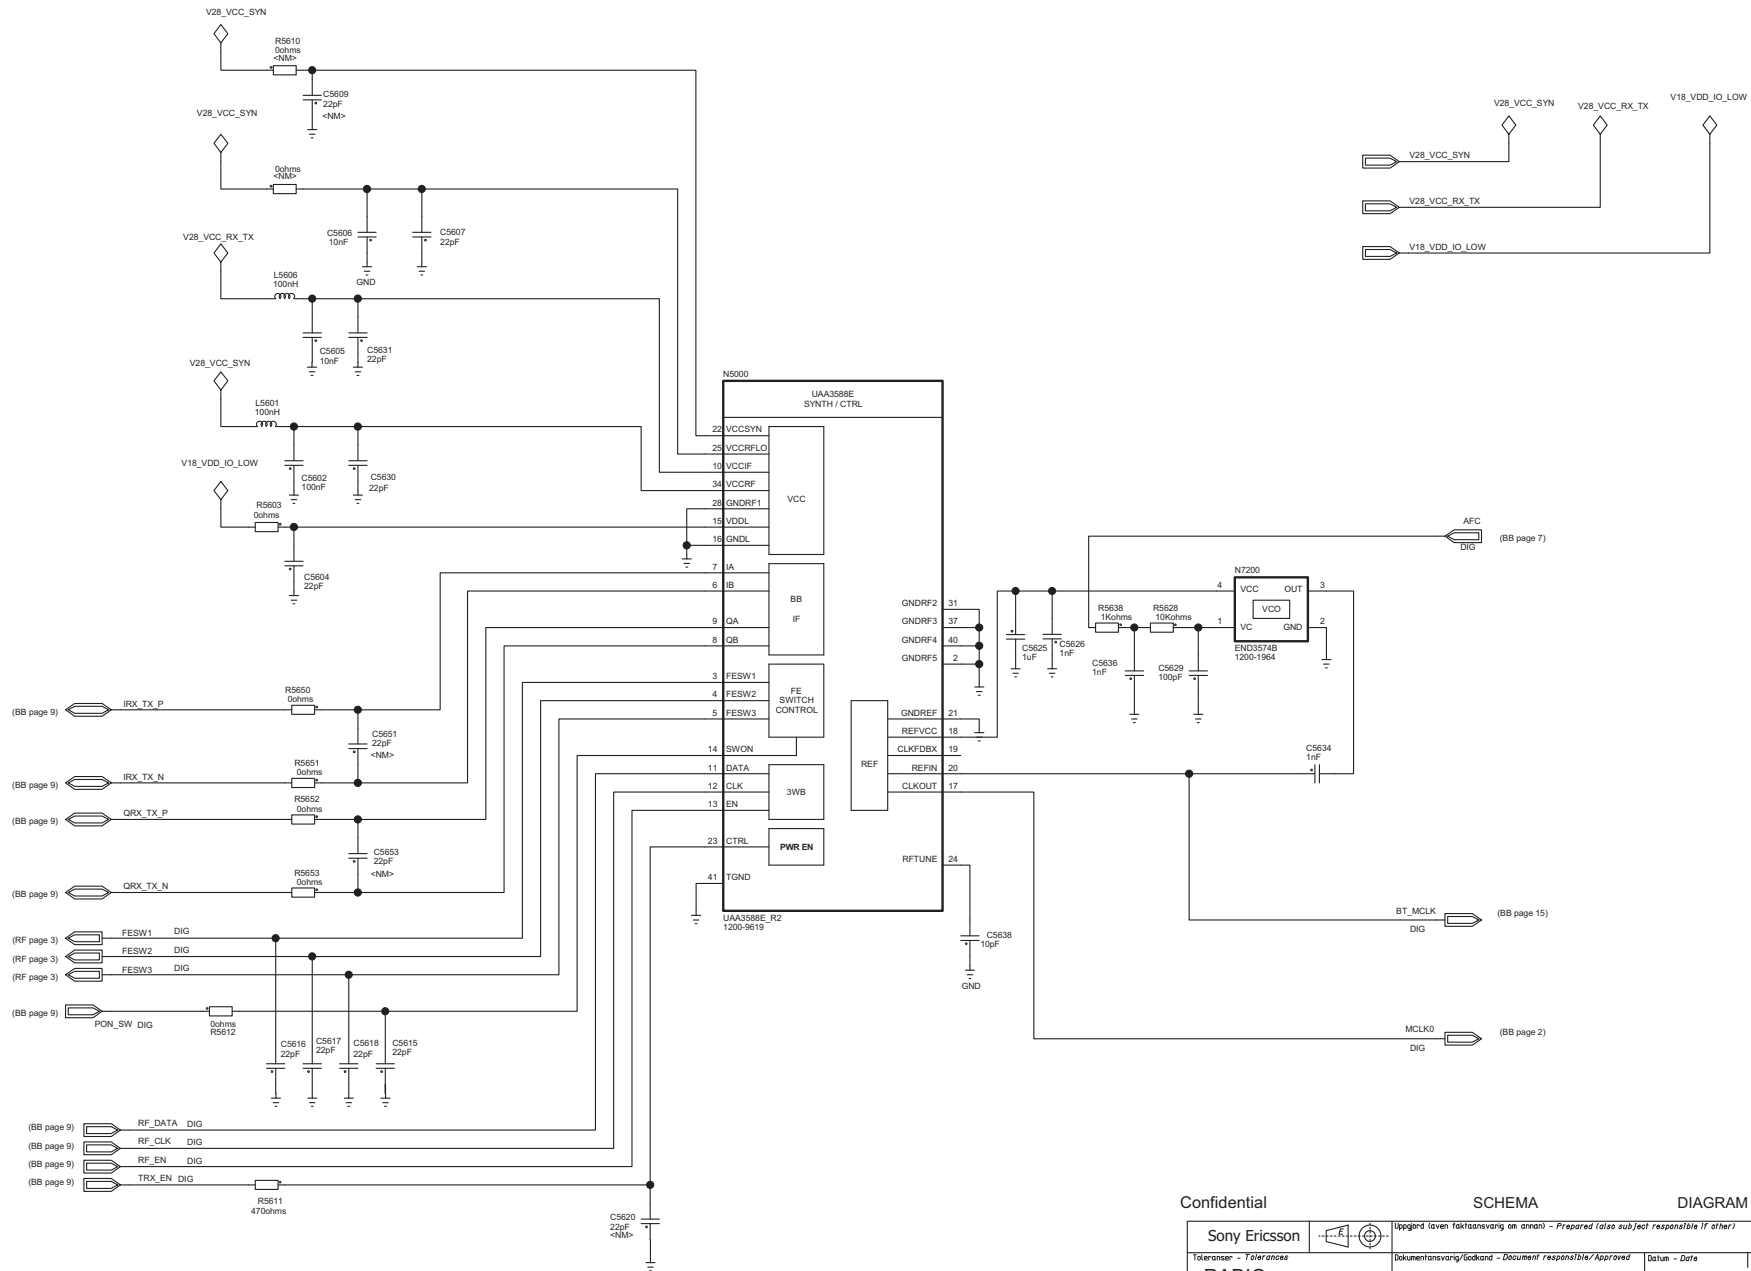 V28_VCC_SYN
R5610
0ohms
<NM>
C5609
22pF
<NM>
V28_VCC_SYN
0ohms
<NM>
C5606
10nF
GND
C5607
22pF
V28_VCC_RX_TX
L5606
100nH
C5605
10nF
C5631
22pF
V28_VCC_SYN
L5601
100nH
C5602
100nF
C5630
22pF
V18_VDD_IO_LOW
R5603
0ohms
C5604
22pF
V28_VCC_SYN
V28_VCC_RX_TX
V18_VDD_IO_LOW
V28_VCC_SYN
V28_VCC_RX_TX
V18_VDD_IO_LOW
N5000
UAA3588E
SYNTH / CTRL
22 VCCSYN
25 VCCRFLO
10 VCCIF
34 VCCRF
28 GNDRF1
15 VDDL
16 GNDL
VCC
7 IA
6 IB
9 QA
8 QB
BB
IF
3 FESW1
4 FESW2
5 FESW3
FE
SWITCH
CONTROL
14 SWON
11 DATA
12 CLK
13 EN
3WB
23 CTRL
PWR EN
41 TGND
UAA3588E_R2
1200-9619
GNDRF2 31
GNDRF3 37
GNDRF4 40
GNDRF5 2
REF
GNDREF 21
REFVCC 18
CLKFDBX 19
REFIN 20
CLKOUT 17
RFTUNE 24
C5638
10pF
GND
C5625
1uF
C5626
1nF
R5638
1Kohms
R5628
10Kohms
C5636
1nF
C5629
100pF
N7200
4 VCC OUT 3
VCO
1 VC GND 2
END3574B
1200-1964
C5634
1nF
AFC
DIG
(BB page 7)
BT_MCLK
DIG
(BB page 15)
MCLK0
DIG
(BB page 2)
(BB page 9) IRX_TX_P
R5650
0ohms
C5651
22pF
<NM>
(BB page 9) IRX_TX_N
R5651
0ohms
(BB page 9) QRX_TX_P
R5652
0ohms
C5653
22pF
<NM>
(BB page 9) QRX_TX_N
R5653
0ohms
(RF page 3) FESW1 DIG
(RF page 3) FESW2 DIG
(RF page 3) FESW3 DIG
(BB page 9) PON_SW DIG
0ohms
R5612
C5616
22pF
C5617
22pF
C5618
22pF
C5615
22pF
(BB page 9) RF_DATA DIG
(BB page 9) RF_CLK DIG
(BB page 9) RF_EN DIG
(BB page 9) TRX_EN DIG
R5611
470ohms
C5620
22pF
<NM>
Confidential SCHEMA DIAGRAM
Sony Ericsson
E
Uppgjord (aven faktaansvarig om annan) - Prepared (also subject responsible if other)
Toleranser - Tolerances
Dokumentansvarig/Godkand - Document responsible/Approved
Datum - Date